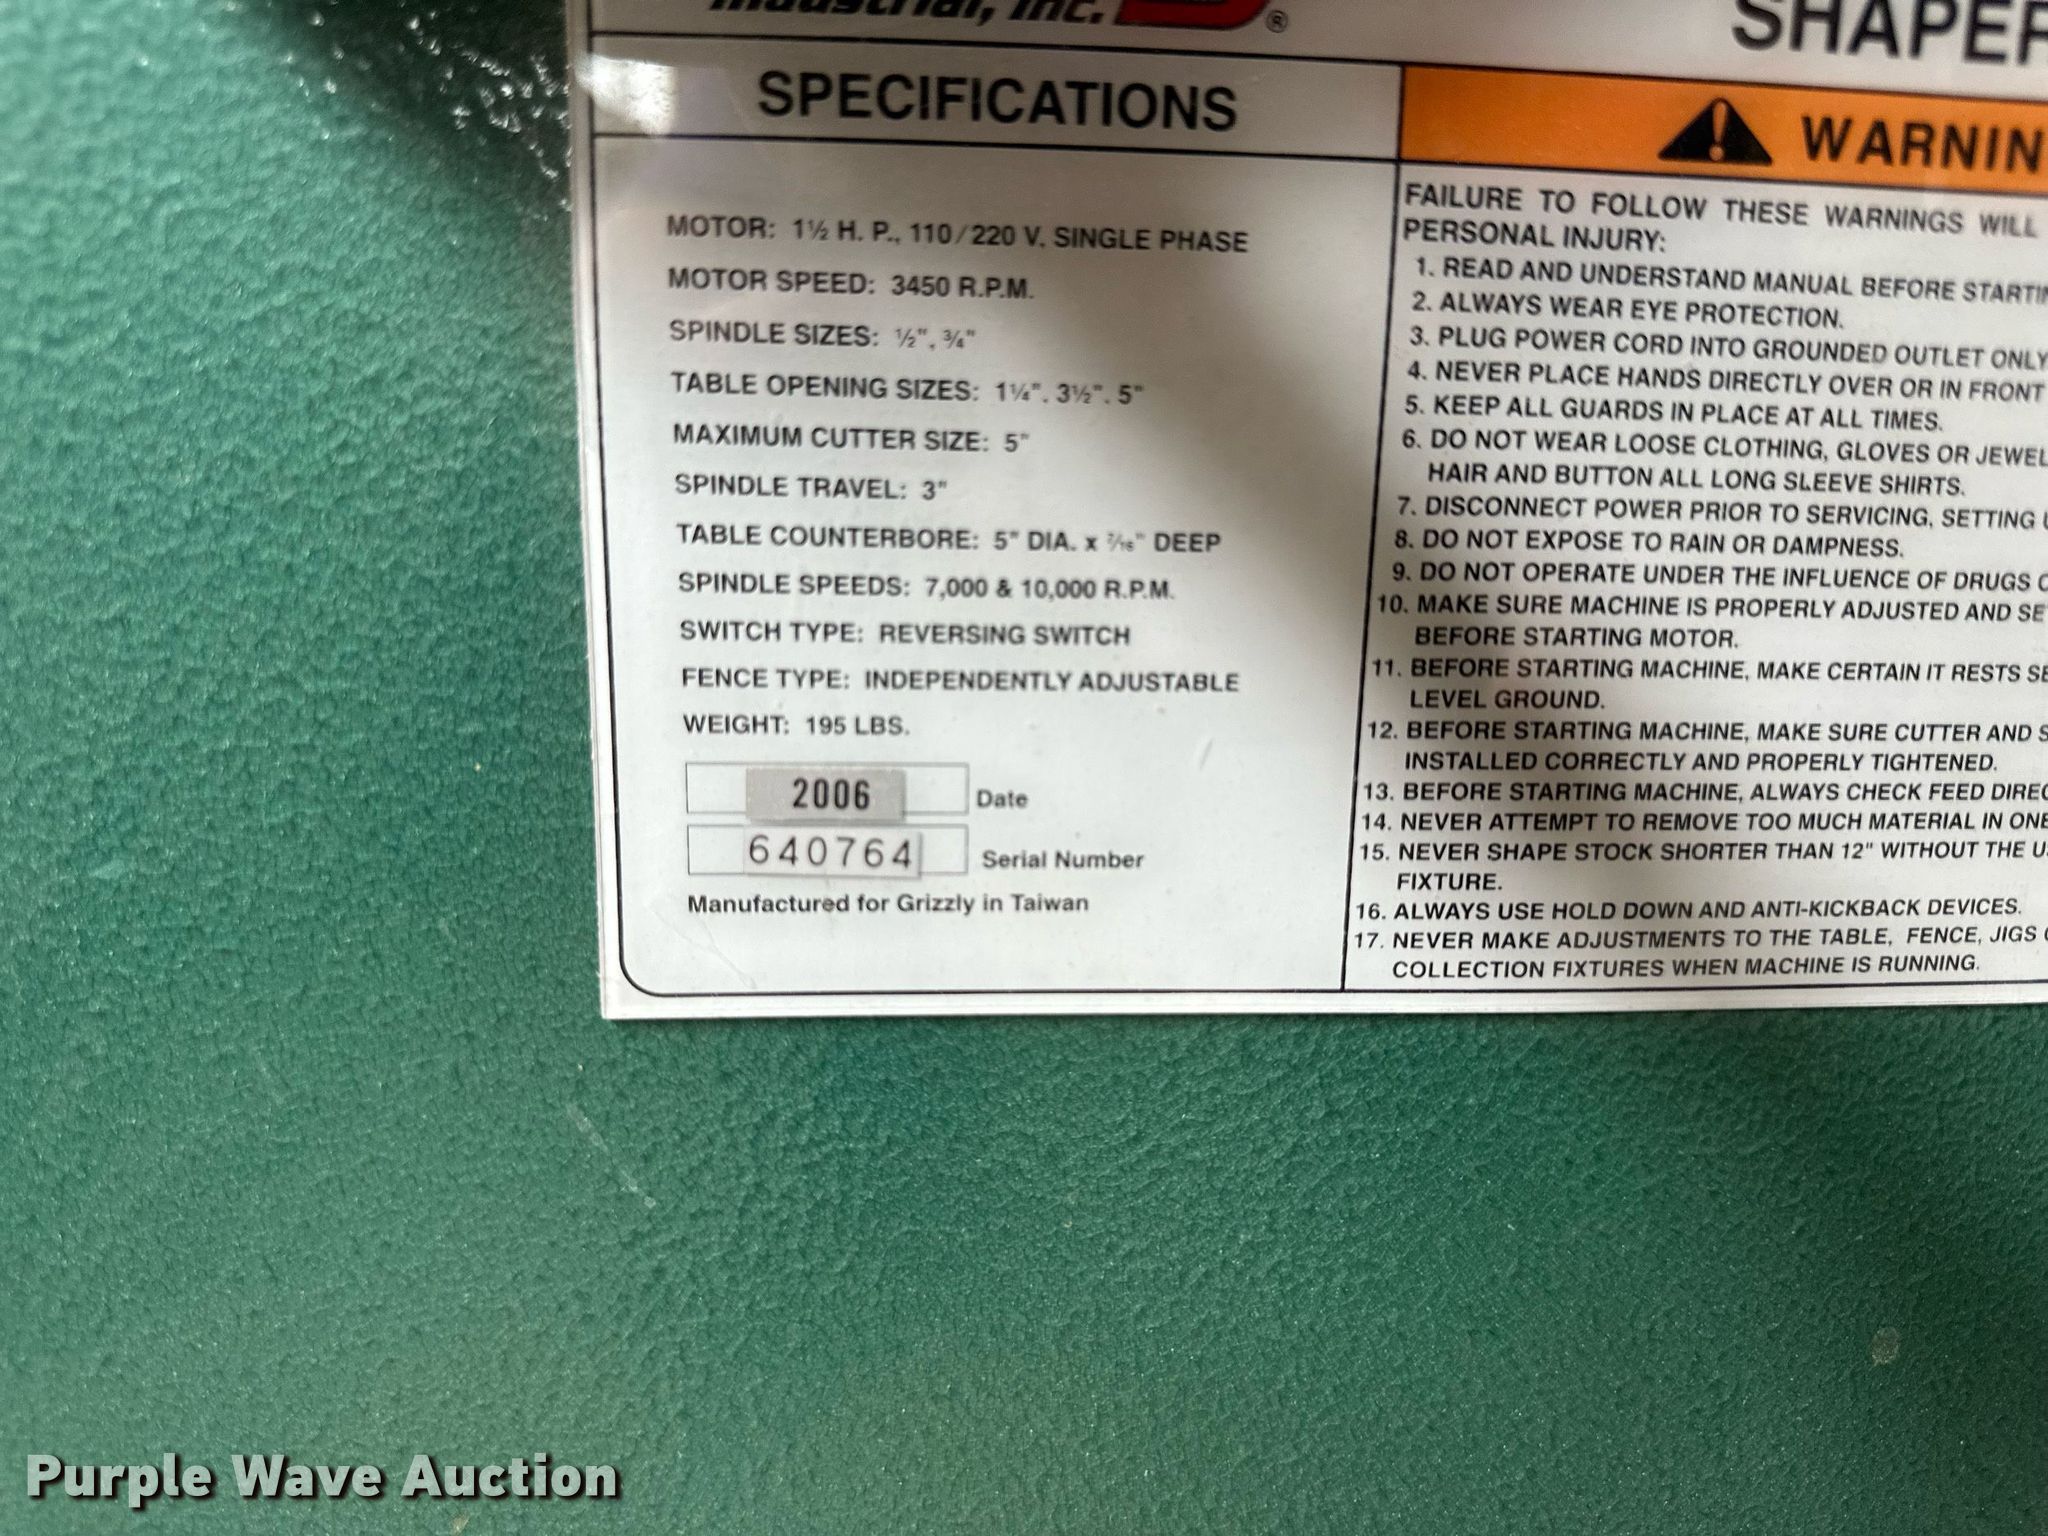 Industrial, Inc. ®
SHAPER
SPECIFICATIONS
MOTOR: 1½ H. P., 110/220 V. SINGLE PHASE
MOTOR SPEED: 3450 R.P.M.
SPINDLE SIZES: ½", ¾"
TABLE OPENING SIZES: 1¼". 3½". 5"
MAXIMUM CUTTER SIZE: 5"
SPINDLE TRAVEL: 3"
TABLE COUNTERBORE: 5" DIA. x 7/16" DEEP
SPINDLE SPEEDS: 7,000 & 10,000 R.P.M.
SWITCH TYPE: REVERSING SWITCH
FENCE TYPE: INDEPENDENTLY ADJUSTABLE
WEIGHT: 195 LBS.
2006 Date
640764 Serial Number
Manufactured for Grizzly in Taiwan
WARNIN
FAILURE TO FOLLOW THESE WARNINGS WILL
PERSONAL INJURY:
1. READ AND UNDERSTAND MANUAL BEFORE STARTIN
2. ALWAYS WEAR EYE PROTECTION.
3. PLUG POWER CORD INTO GROUNDED OUTLET ONLY
4. NEVER PLACE HANDS DIRECTLY OVER OR IN FRONT
5. KEEP ALL GUARDS IN PLACE AT ALL TIMES.
6. DO NOT WEAR LOOSE CLOTHING, GLOVES OR JEWEL
HAIR AND BUTTON ALL LONG SLEEVE SHIRTS.
7. DISCONNECT POWER PRIOR TO SERVICING, SETTING U
8. DO NOT EXPOSE TO RAIN OR DAMPNESS.
9. DO NOT OPERATE UNDER THE INFLUENCE OF DRUGS O
10. MAKE SURE MACHINE IS PROPERLY ADJUSTED AND SE
BEFORE STARTING MOTOR.
11. BEFORE STARTING MACHINE, MAKE CERTAIN IT RESTS SE
LEVEL GROUND.
12. BEFORE STARTING MACHINE, MAKE SURE CUTTER AND S
INSTALLED CORRECTLY AND PROPERLY TIGHTENED.
13. BEFORE STARTING MACHINE, ALWAYS CHECK FEED DIREC
14. NEVER ATTEMPT TO REMOVE TOO MUCH MATERIAL IN ONE
15. NEVER SHAPE STOCK SHORTER THAN 12" WITHOUT THE US
FIXTURE.
16. ALWAYS USE HOLD DOWN AND ANTI-KICKBACK DEVICES.
17. NEVER MAKE ADJUSTMENTS TO THE TABLE, FENCE, JIGS O
COLLECTION FIXTURES WHEN MACHINE IS RUNNING.
Purple Wave Auction